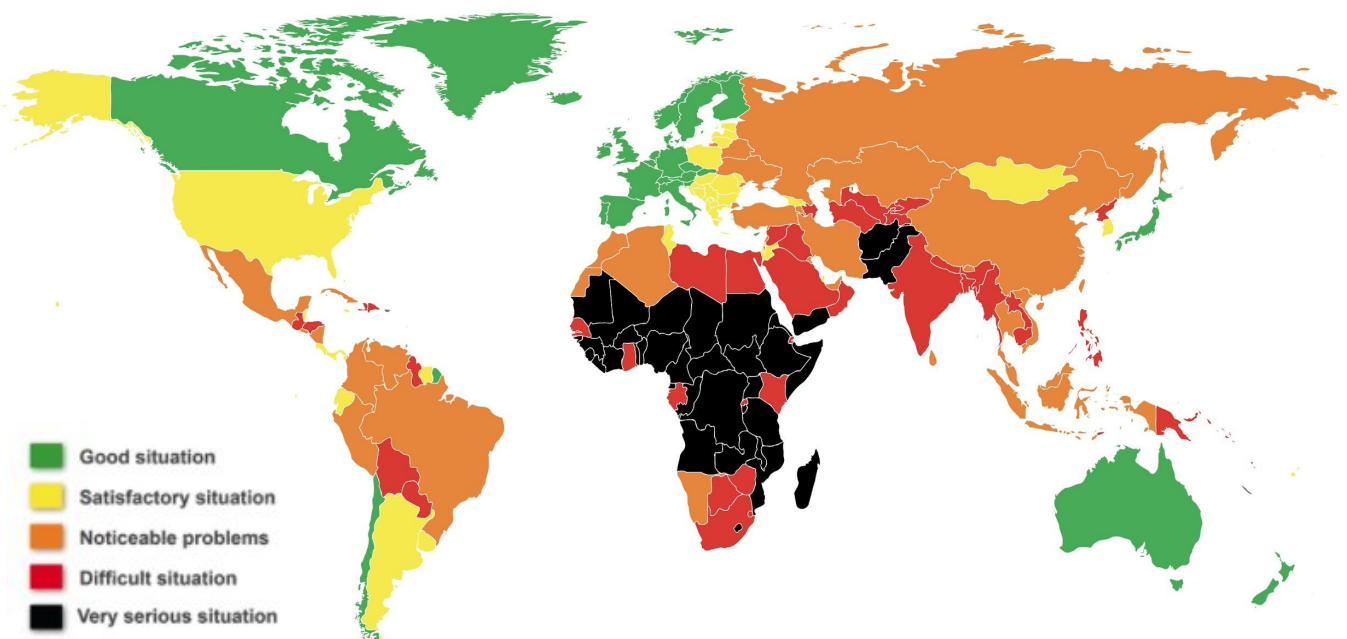 Good situation
Satisfactory situation
Noticeable problems
Difficult situation
Very serious situation